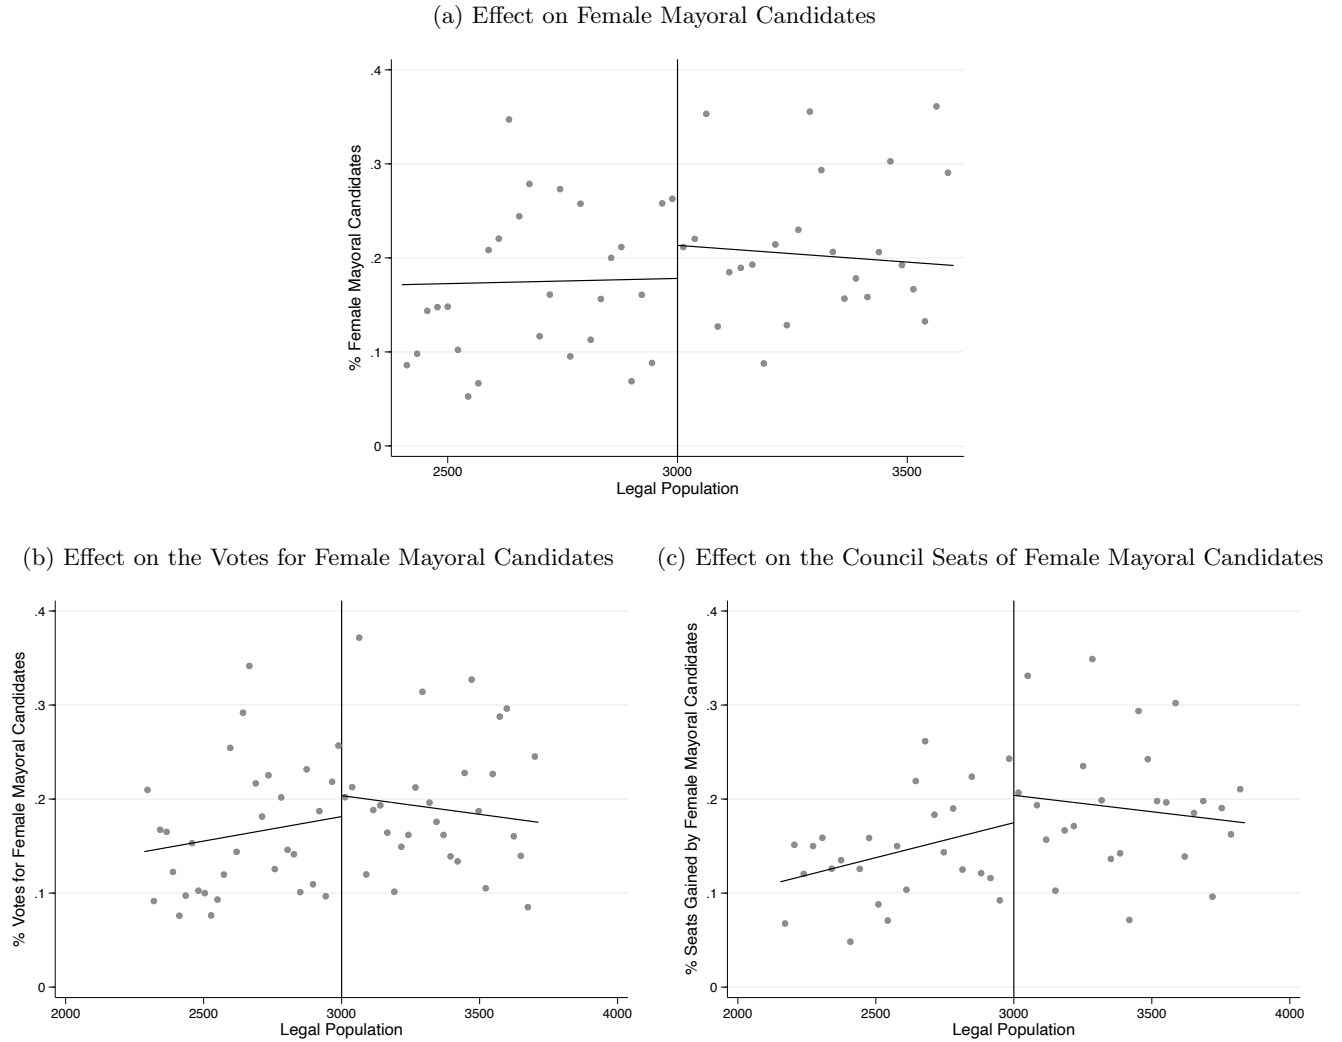 (a) Effect on Female Mayoral Candidates
.4
.3
.2
.1
0
% Female Mayoral Candidates
2500 3000 3500
Legal Population
(b) Effect on the Votes for Female Mayoral Candidates
.4
.3
.2
.1
0
% Votes for Female Mayoral Candidates
2000 2500 3000 3500 4000
Legal Population
(c) Effect on the Council Seats of Female Mayoral Candidates
.4
.3
.2
.1
0
% Seats Gained by Female Mayoral Candidates
2000 2500 3000 3500 4000
Legal Population